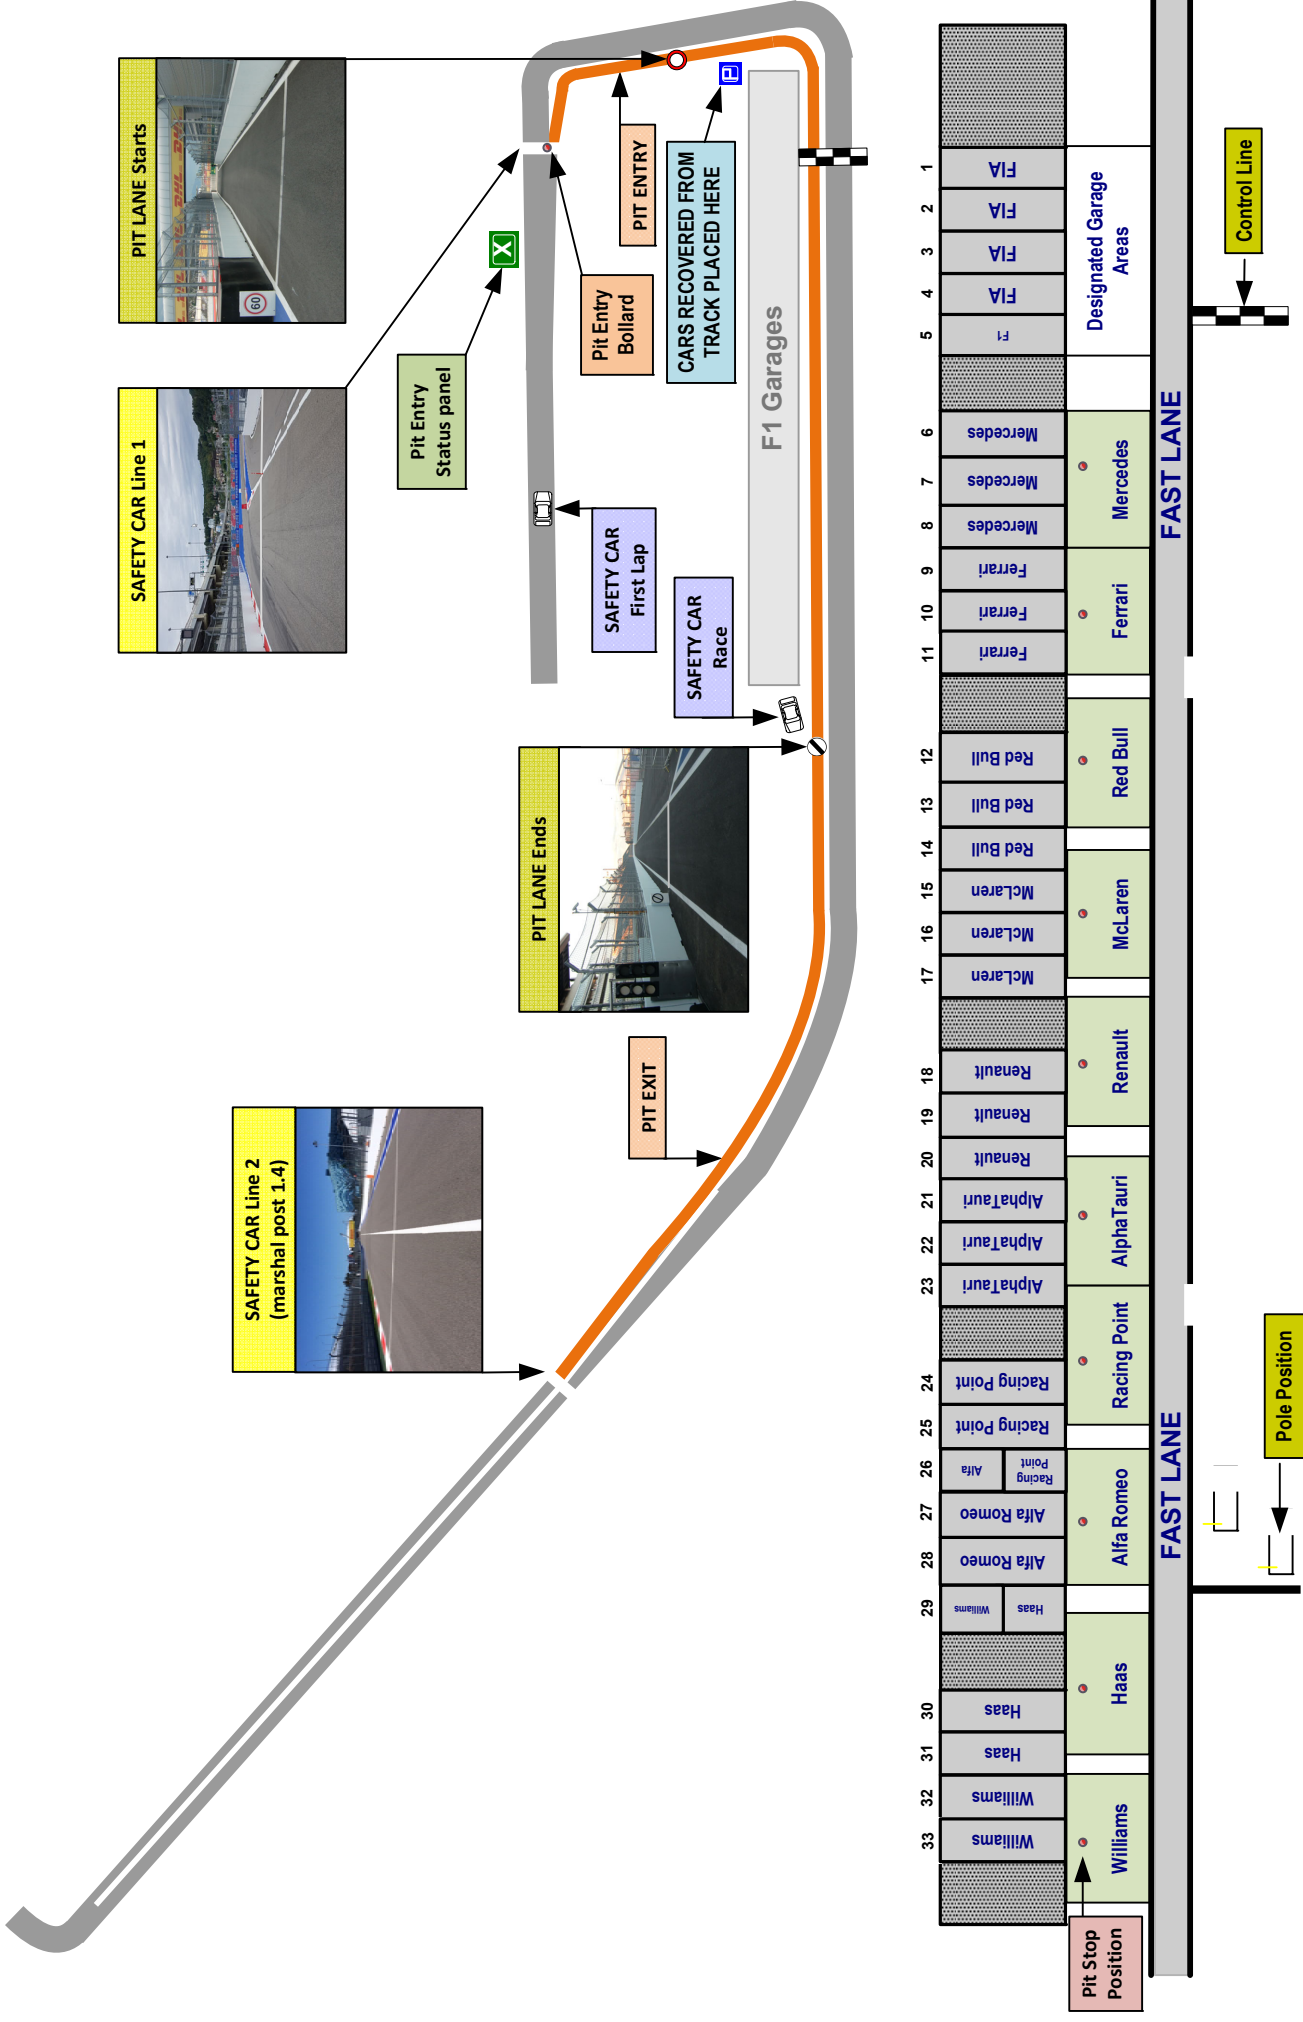 PIT LANE Starts
60
SAFETY CAR Line 1
Pit Entry
Status panel
X
PIT ENTRY
Pit Entry
Bollard
P
CARS RECOVERED FROM
TRACK PLACED HERE
F1 Garages
SAFETY CAR
First Lap
SAFETY CAR
Race
PIT LANE Ends
PIT EXIT
SAFETY CAR Line 2
(marshal post 1.4)
1 FIA
2 FIA
3 FIA
4 FIA
5 F1
6 Mercedes
7 Mercedes
8 Mercedes
9 Ferrari
10 Ferrari
11 Ferrari
12 Red Bull
13 Red Bull
14 Red Bull
15 McLaren
16 McLaren
17 McLaren
18 Renault
19 Renault
20 Renault
21 AlphaTauri
22 AlphaTauri
23 AlphaTauri
24 Racing Point
25 Racing Point
26 Alfa
Racing
Point
27 Alfa Romeo
28 Alfa Romeo
29 Williams
Haas
30 Haas
31 Haas
32 Williams
33 Williams
Designated Garage
Areas
Mercedes
Ferrari
Red Bull
McLaren
Renault
AlphaTauri
Racing Point
Alfa Romeo
Haas
Williams
Pit Stop
Position
FAST LANE
FAST LANE
Control Line
Pole Position